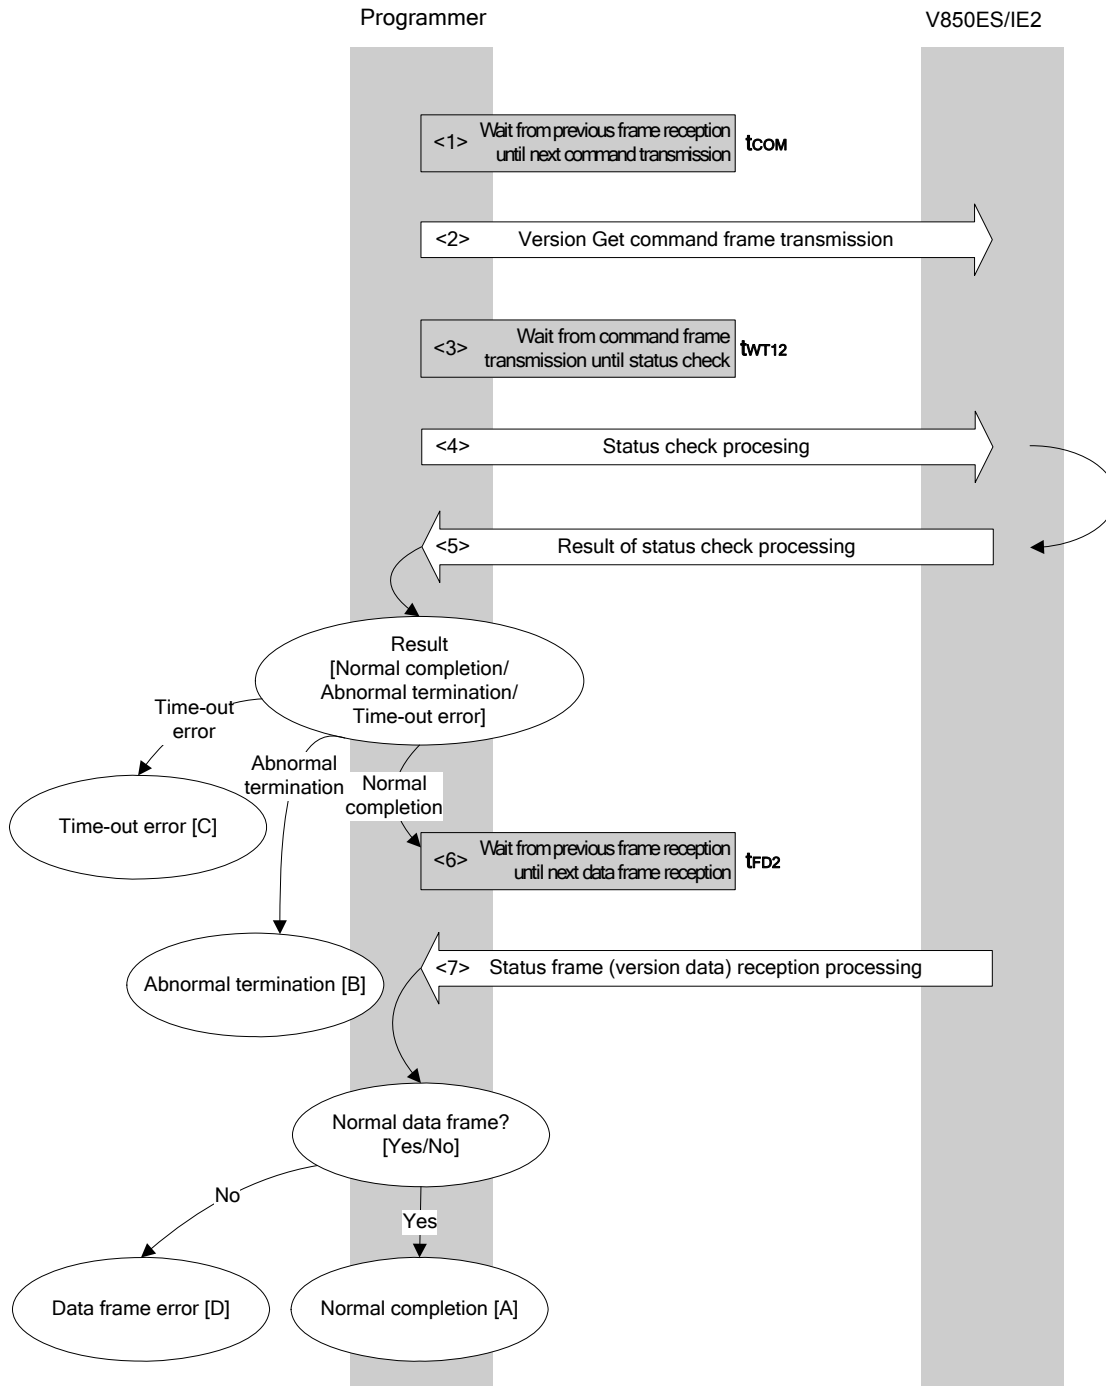 Programmer
V850ES/IE2
<1>
Wait from previous frame reception
until next command transmission
tCOM
<2>
Version Get command frame transmission
<3>
Wait from command frame
transmission until status check
tWT12
<4>
Status check procesing
<5>
Result of status check processing
Result
[Normal completion/
Abnormal termination/
Time-out error]
Time-out
error
Abnormal
termination
Normal
completion
Time-out error [C]
<6>
Wait from previous frame reception
until next data frame reception
tFD2
<7>
Status frame (version data) reception processing
Abnormal termination [B]
Normal data frame?
[Yes/No]
No
Yes
Data frame error [D]
Normal completion [A]